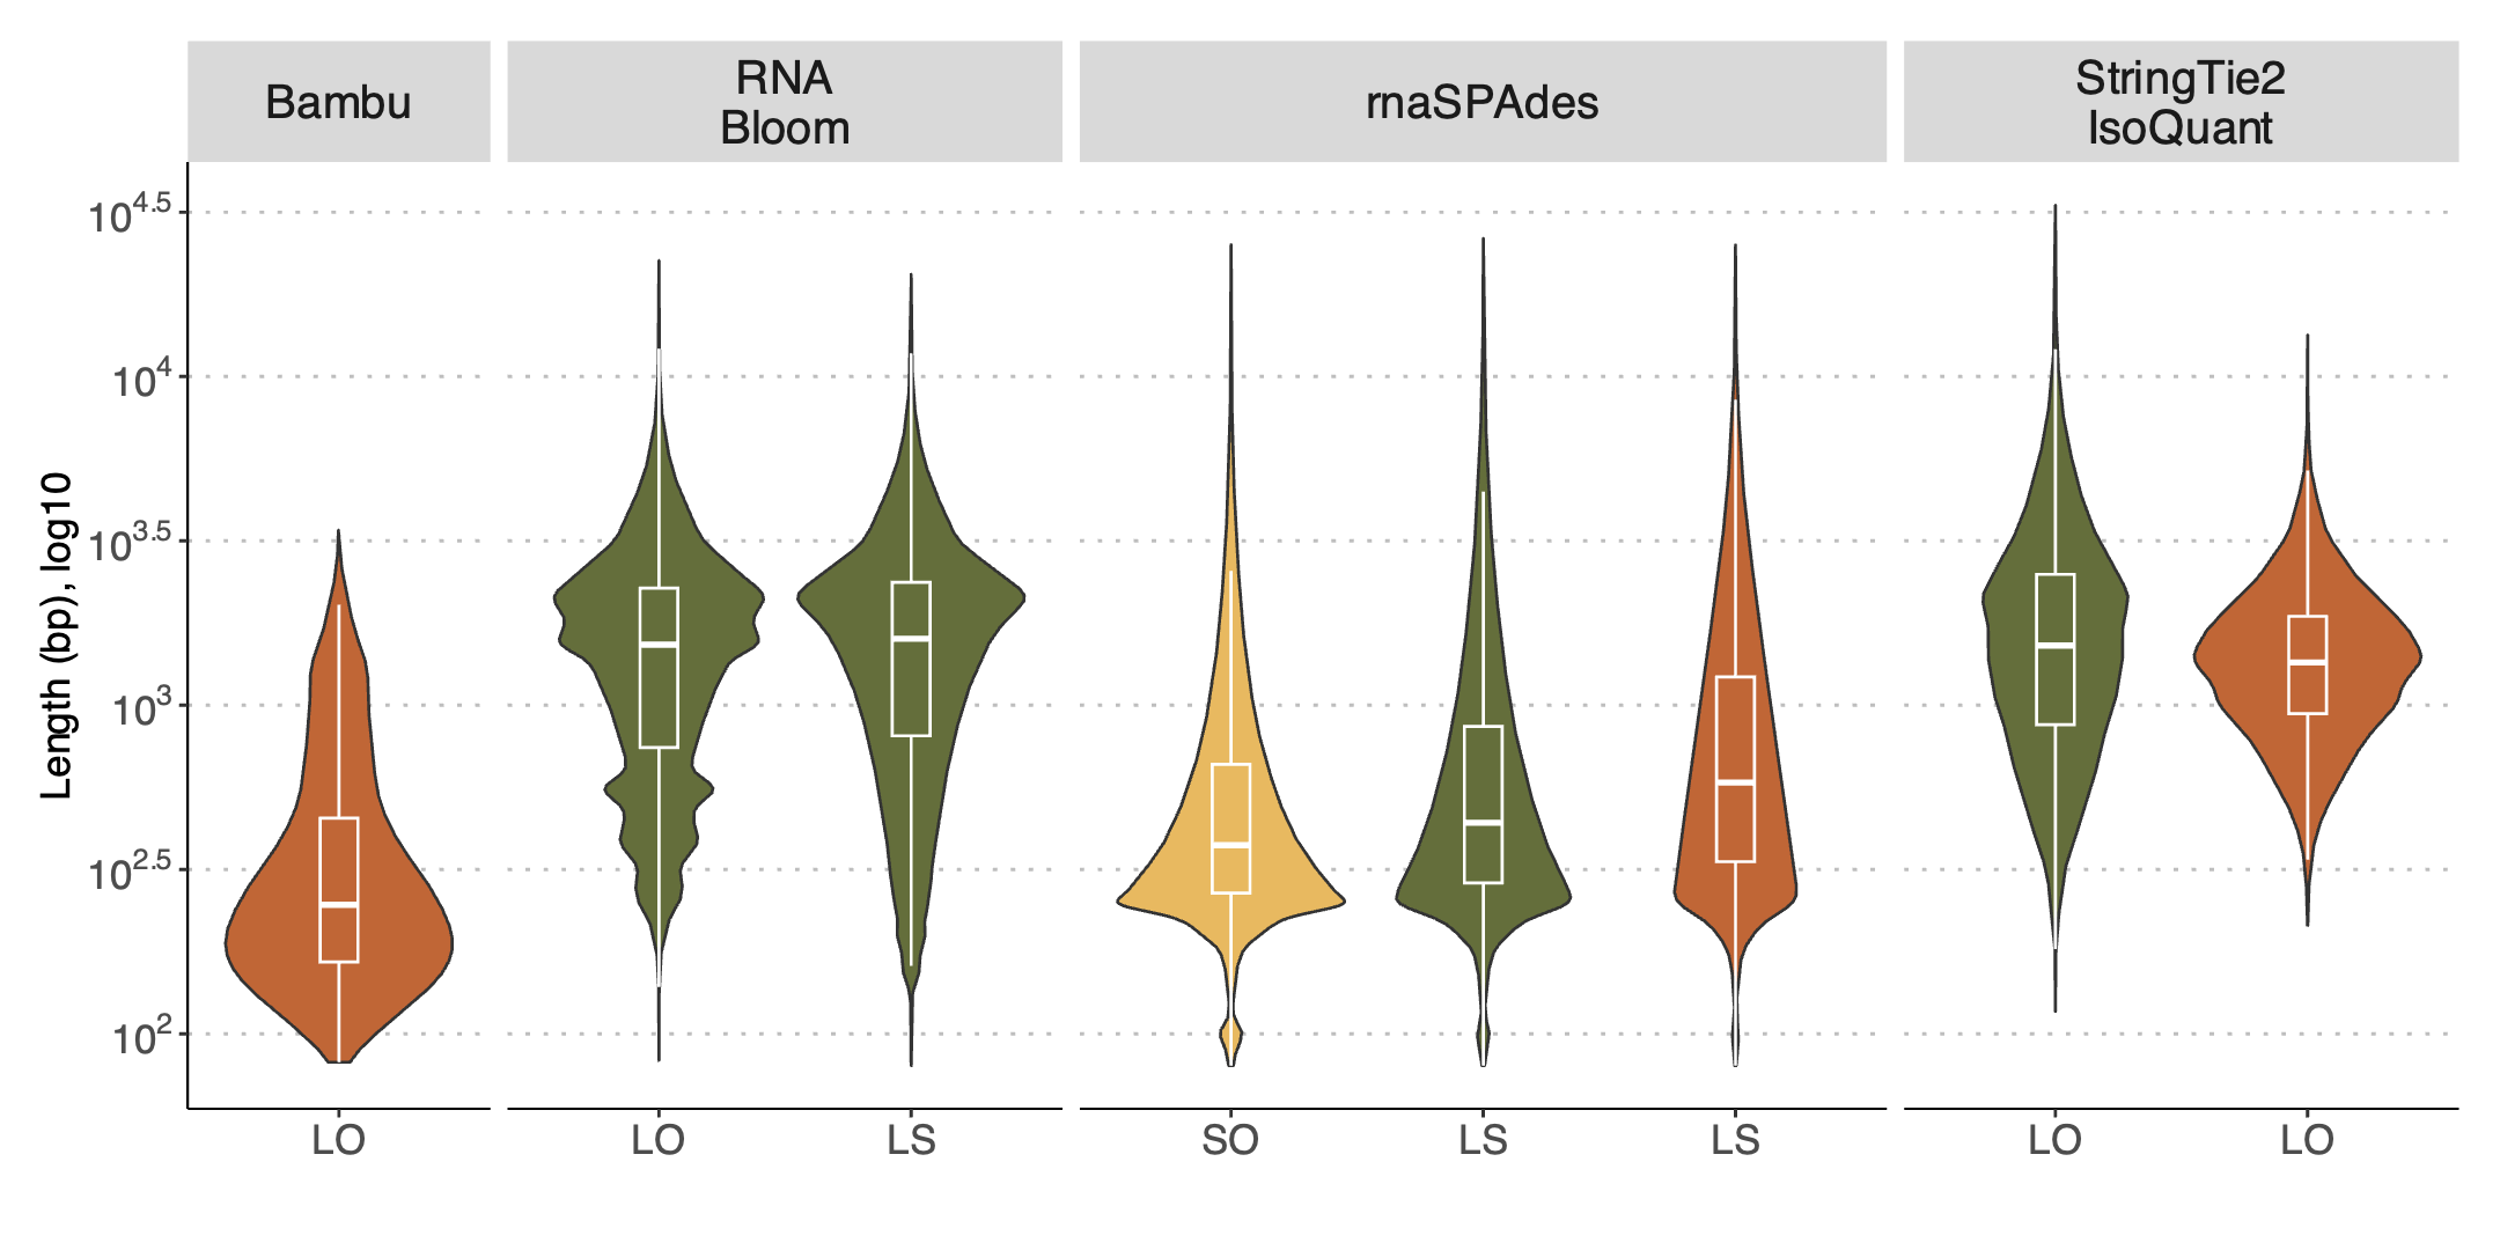 Bambu
RNA
Bloom
rnaSPAdes
StringTie2
IsoQuant
Length (bp), log10
10^4.5
10^4
10^3.5
10^3
10^2.5
10^2
LO
LO
LS
SO
LS
LS
LO
LO